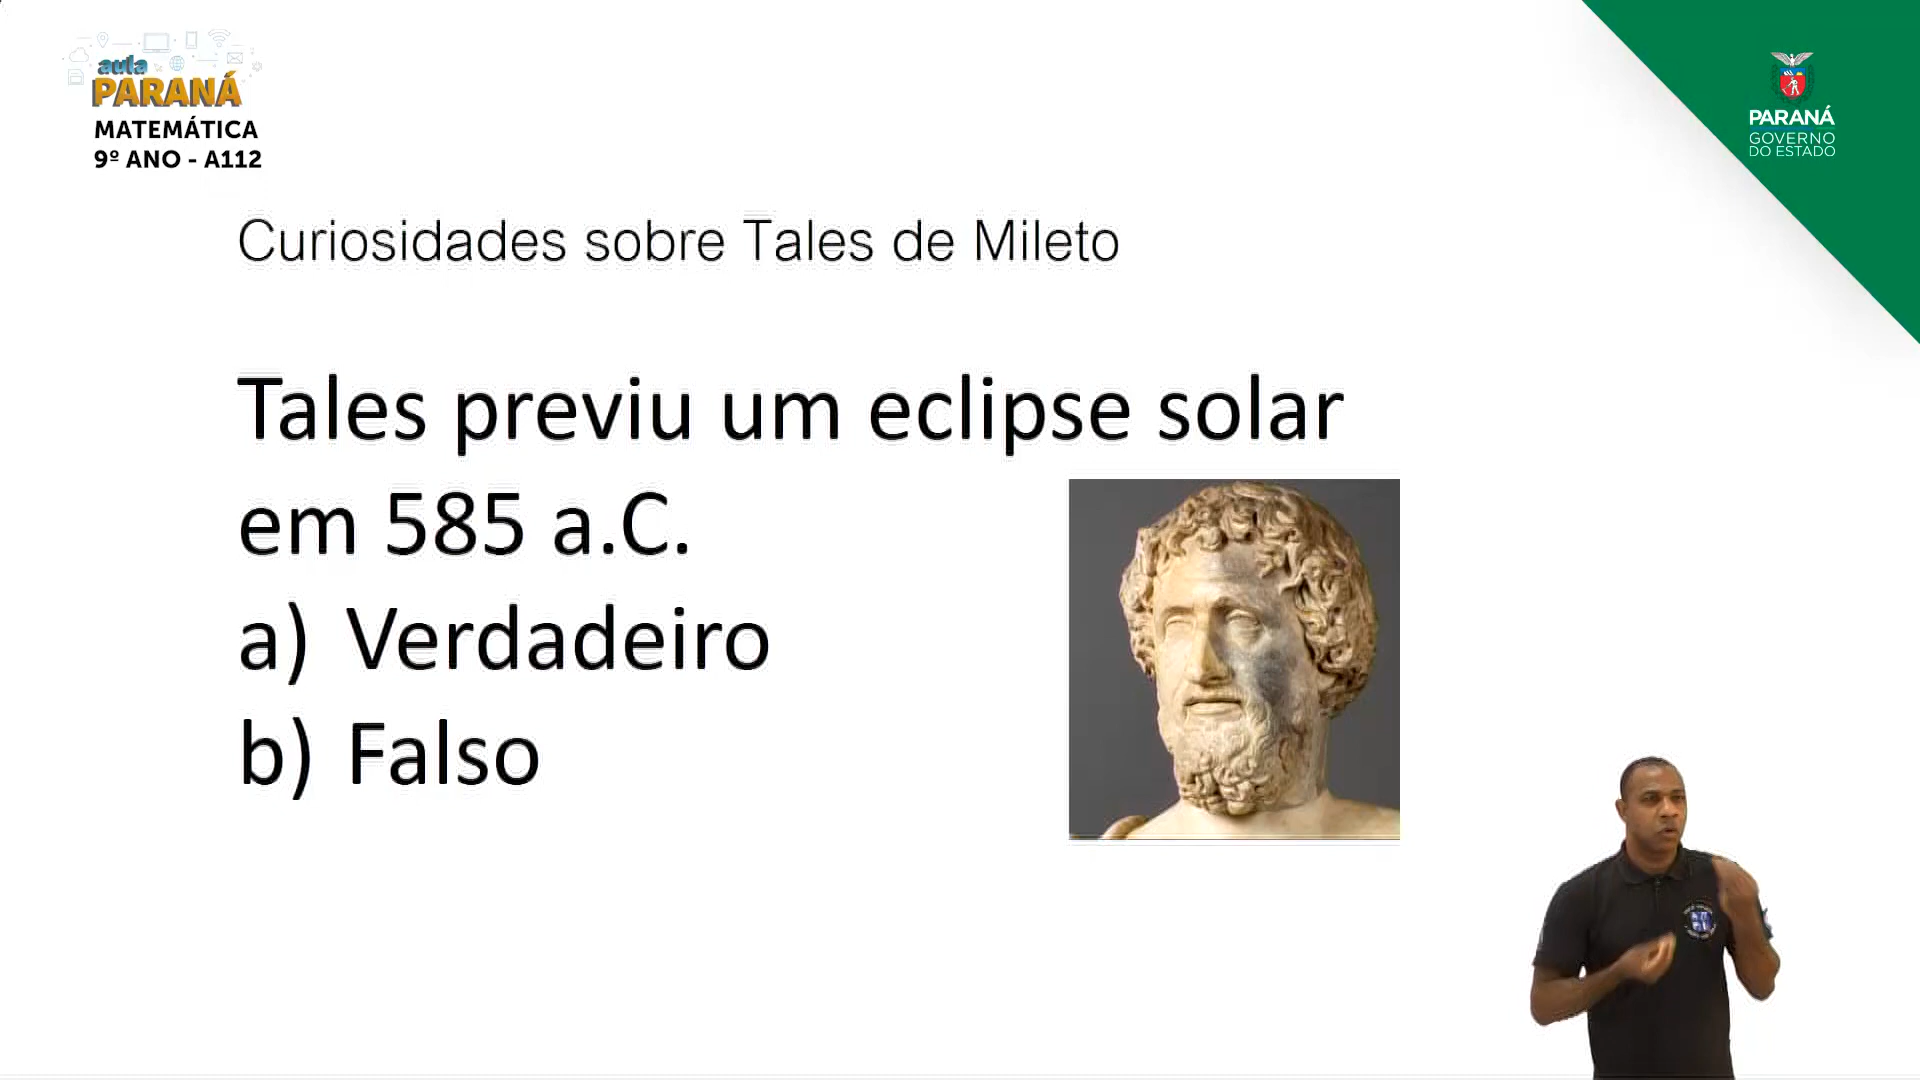 aula
PARANÁ
MATEMÁTICA
9º ANO - A112
PARANÁ
GOVERNO
DO ESTADO
Curiosidades sobre Tales de Mileto
Tales previu um eclipse solar
em 585 a.C.
a) Verdadeiro
b) Falso